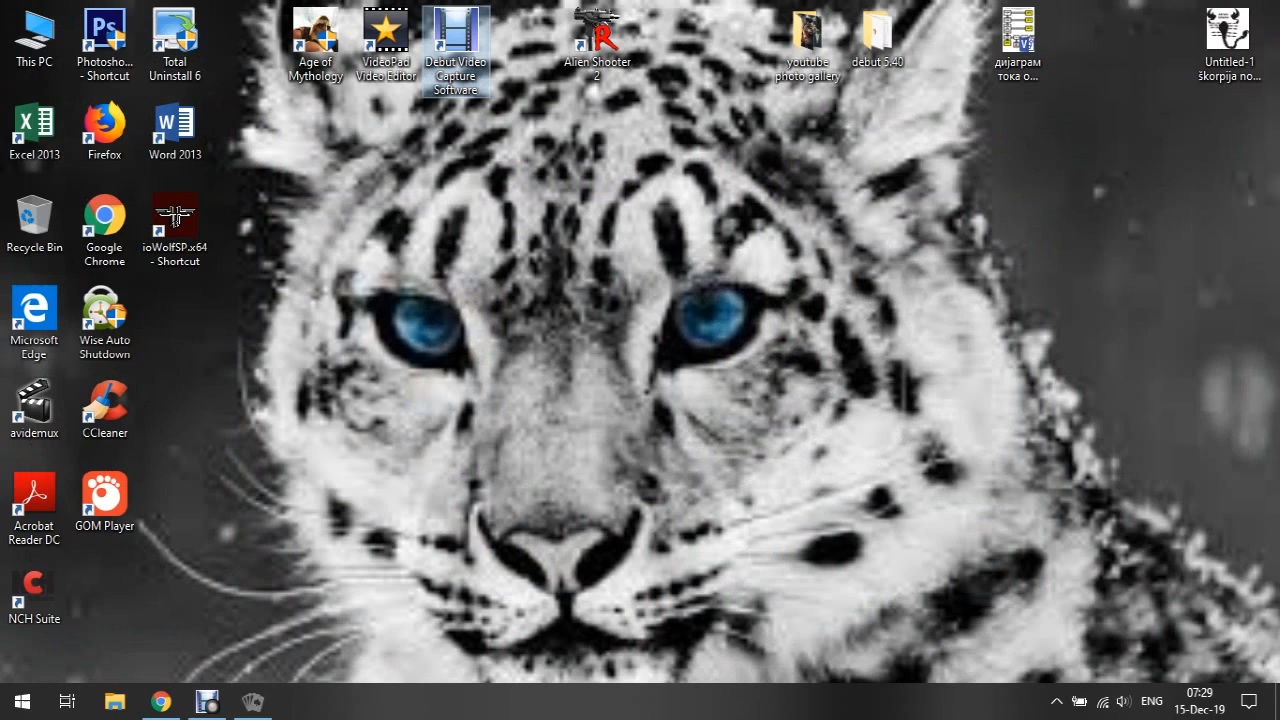 This PC
Photosho...
- Shortcut
Total
Uninstall 6
Age of
Mythology
VideoPad
Video Editor
Debut Video
Capture
Software
Alien Shooter
2
youtube
photo gallery
debut 5.40
дијаграм
тока о...
Untitled-1
škorpija no...
Excel 2013
Firefox
Word 2013
Recycle Bin
Google
Chrome
ioWolfSP.x64
- Shortcut
Microsoft
Edge
Wise Auto
Shutdown
avidemux
CCleaner
Acrobat
Reader DC
GOM Player
NCH Suite
ENG
07:29
15-Dec-19